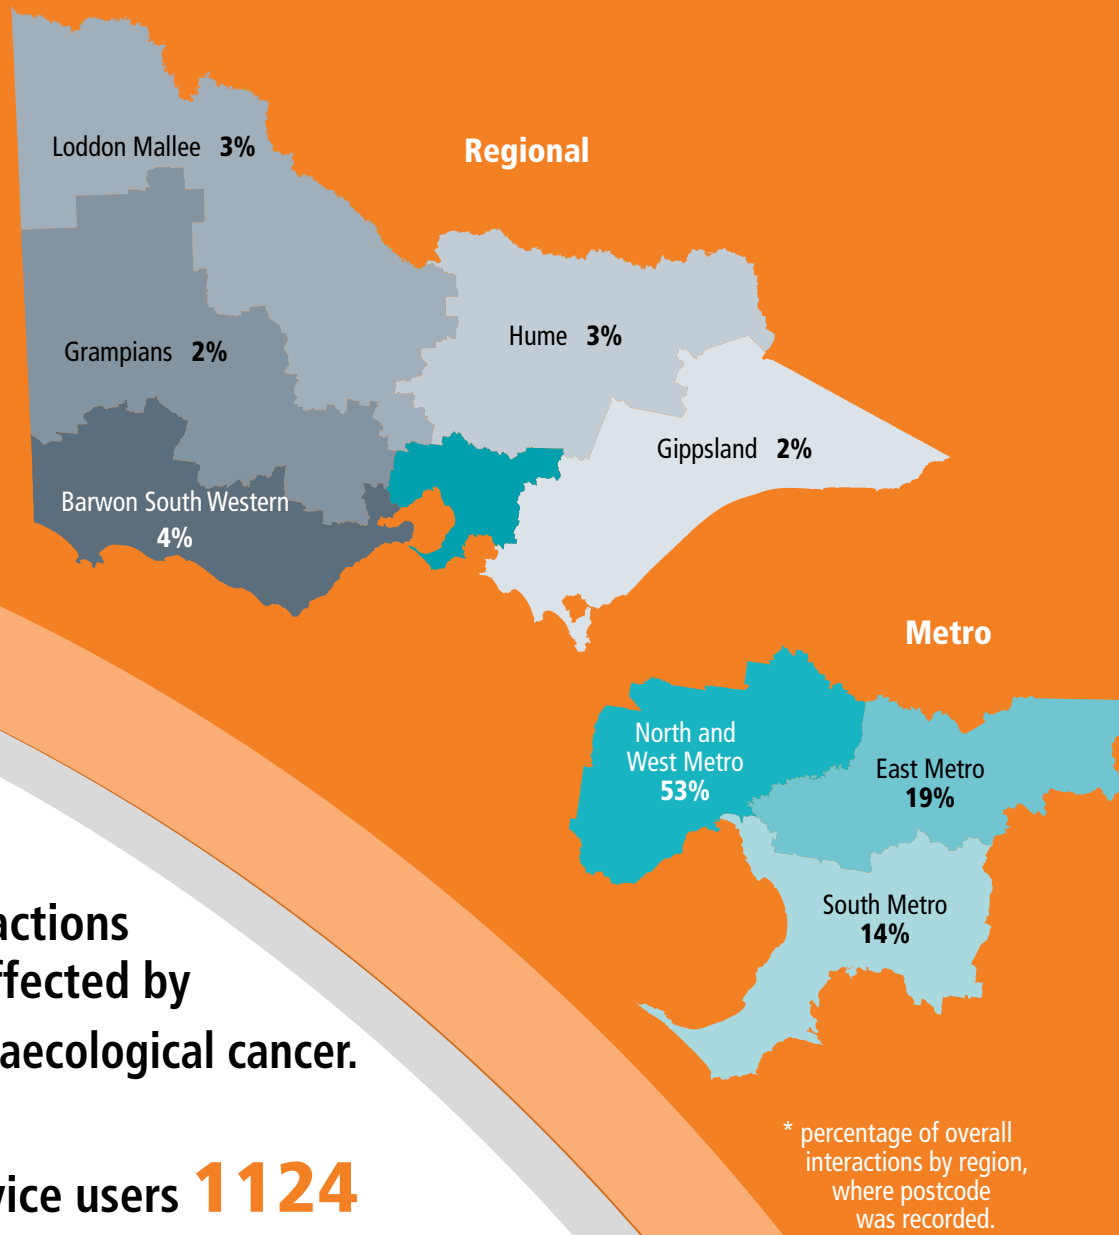 Loddon Mallee 3%
Regional
Grampians 2%
Hume 3%
Gippsland 2%
Barwon South Western
4%
Metro
North and
West Metro
53%
East Metro
19%
South Metro
14%
actions
ffected by
aecological cancer.
vice users 1124
* percentage of overall
interactions by region,
where postcode
was recorded.